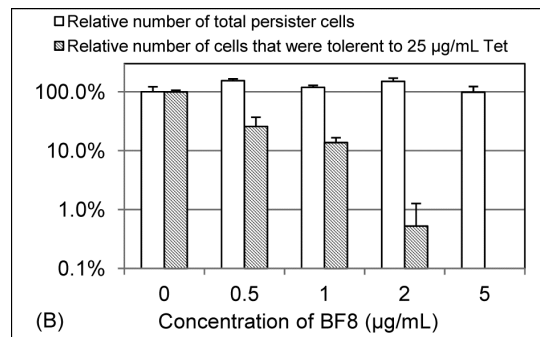 Relative number of total persister cells
Relative number of cells that were tolerent to 25 µg/mL Tet
100.0%
10.0%
1.0%
0.1%
0 0.5 1 2 5
(B) Concentration of BF8 (µg/mL)